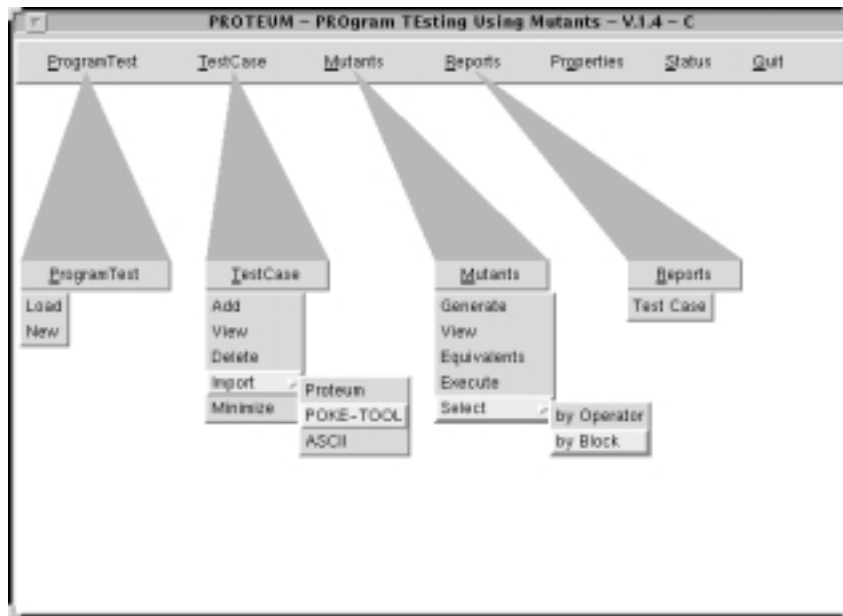 PROTEUM – PROgram TEsting Using Mutants – V.1.4 – C
ProgramTest TestCase Mutants Reports Properties Status Quit
ProgramTest
Load
New
TestCase
Add
View
Delete
Import
Minimize
Proteum
POKE-TOOL
ASCII
Mutants
Generate
View
Equivalents
Execute
Select
by Operator
by Block
Reports
Test Case